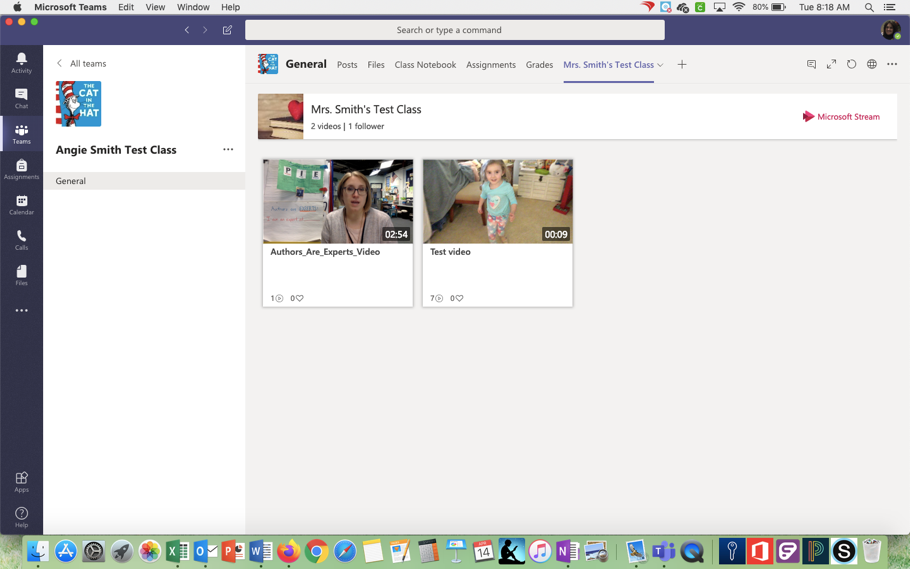 Microsoft Teams Edit View Window Help 80% Tue 8:18 AM
Search or type a command
Activity
Chat
Teams
Assignments
Calendar
Calls
Files
Apps
Help
All teams
THE CAT IN THE HAT
Angie Smith Test Class
General
General Posts Files Class Notebook Assignments Grades Mrs. Smith's Test Class
Mrs. Smith's Test Class
2 videos | 1 follower
Microsoft Stream
P I E
02:54
Authors_Are_Experts_Video
1 0
00:09
Test video
7 0